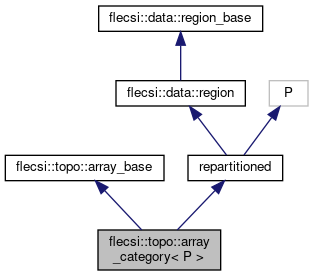 flecsi::data::region_base
flecsi::data::region
P
flecsi::topo::array_base
repartitioned
flecsi::topo::array
_category< P >